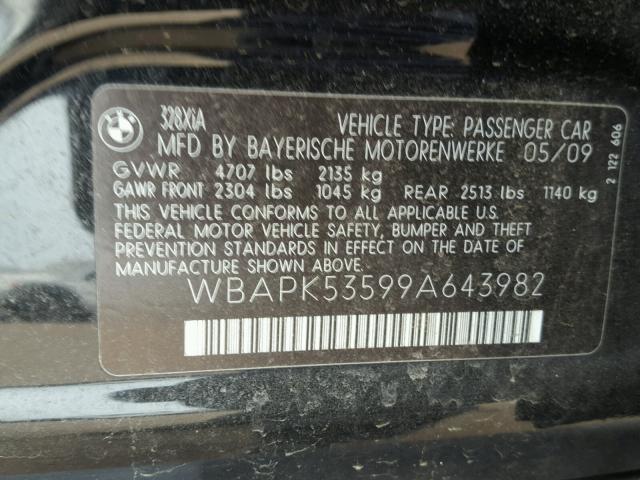 BMW
328XiA VEHICLE TYPE: PASSENGER CAR
MFD BY BAYERISCHE MOTORENWERKE 05/09
GVWR 4707 lbs 2135 kg
GAWR FRONT 2304 lbs 1045 kg REAR 2513 lbs 1140 kg
THIS VEHICLE CONFORMS TO ALL APPLICABLE U.S.
FEDERAL MOTOR VEHICLE SAFETY, BUMPER AND THEFT
PREVENTION STANDARDS IN EFFECT ON THE DATE OF
MANUFACTURE SHOWN ABOVE.
WBAPK53599A643982
2 122 606